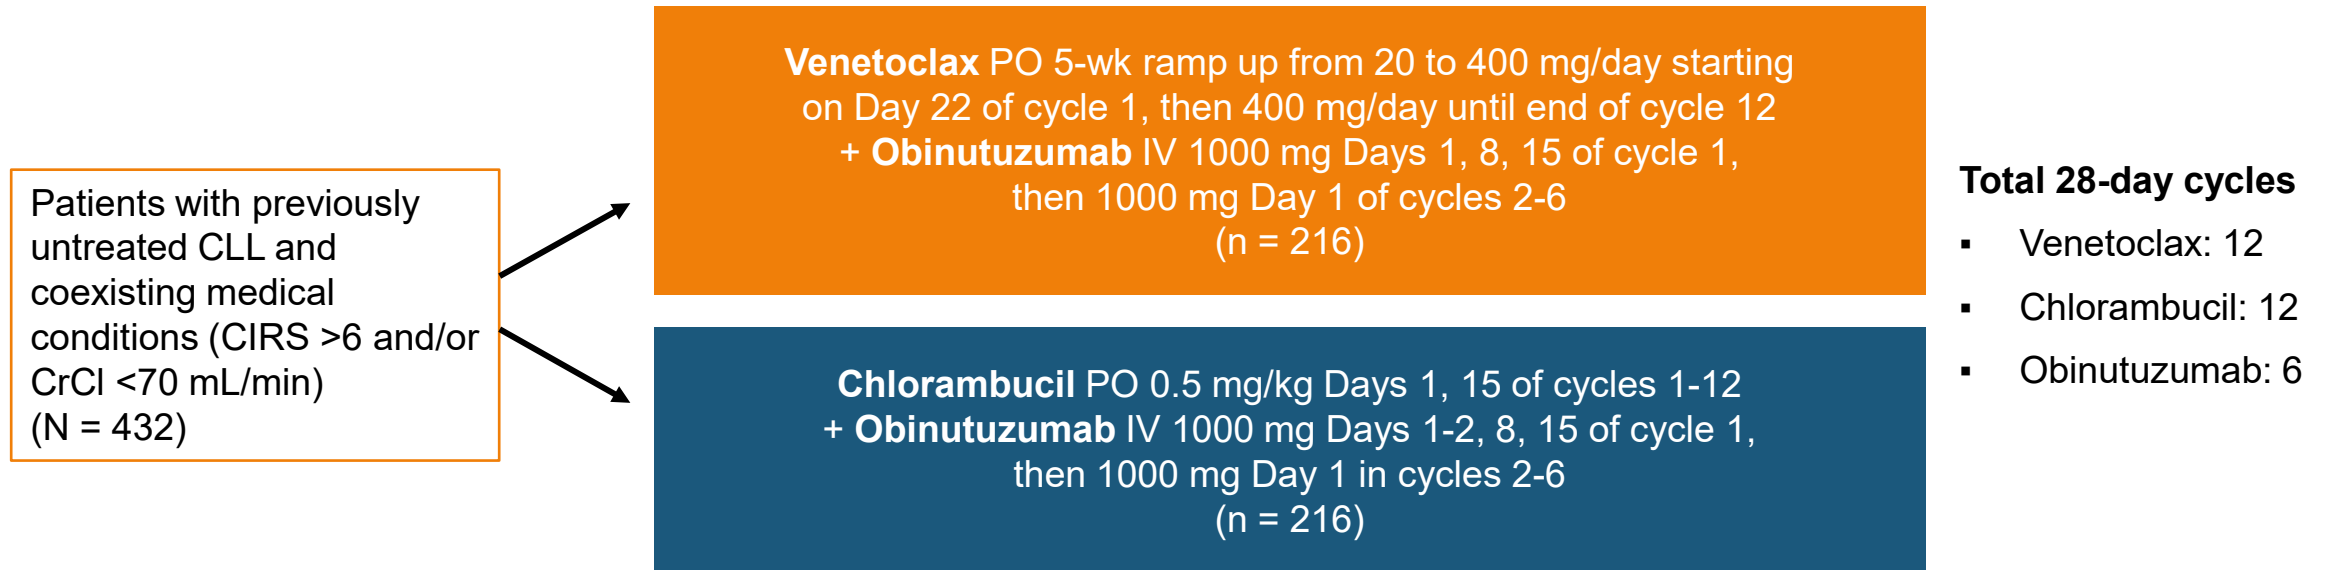 Patients with previously
untreated CLL and
coexisting medical
conditions (CIRS >6 and/or
CrCl <70 mL/min)
(N = 432)
Venetoclax PO 5-wk ramp up from 20 to 400 mg/day starting
on Day 22 of cycle 1, then 400 mg/day until end of cycle 12
+ Obinutuzumab IV 1000 mg Days 1, 8, 15 of cycle 1,
then 1000 mg Day 1 of cycles 2-6
(n = 216)
Chlorambucil PO 0.5 mg/kg Days 1, 15 of cycles 1-12
+ Obinutuzumab IV 1000 mg Days 1-2, 8, 15 of cycle 1,
then 1000 mg Day 1 in cycles 2-6
(n = 216)
Total 28-day cycles
▪ Venetoclax: 12
▪ Chlorambucil: 12
▪ Obinutuzumab: 6